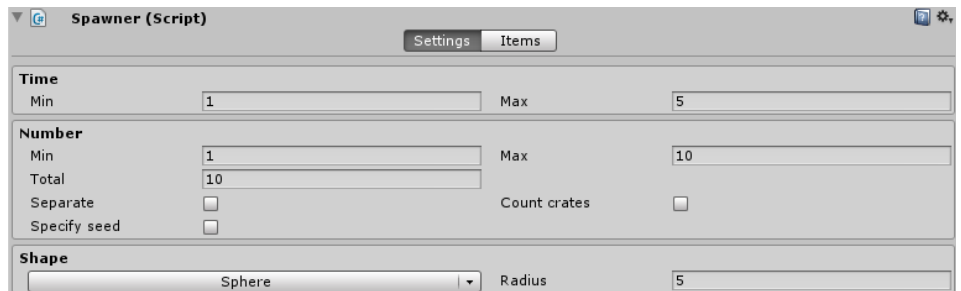 Spawner (Script)
Settings Items
Time
Min 1 Max 5
Number
Min 1 Max 10
Total 10
Separate Count crates
Specify seed
Shape
Sphere Radius 5